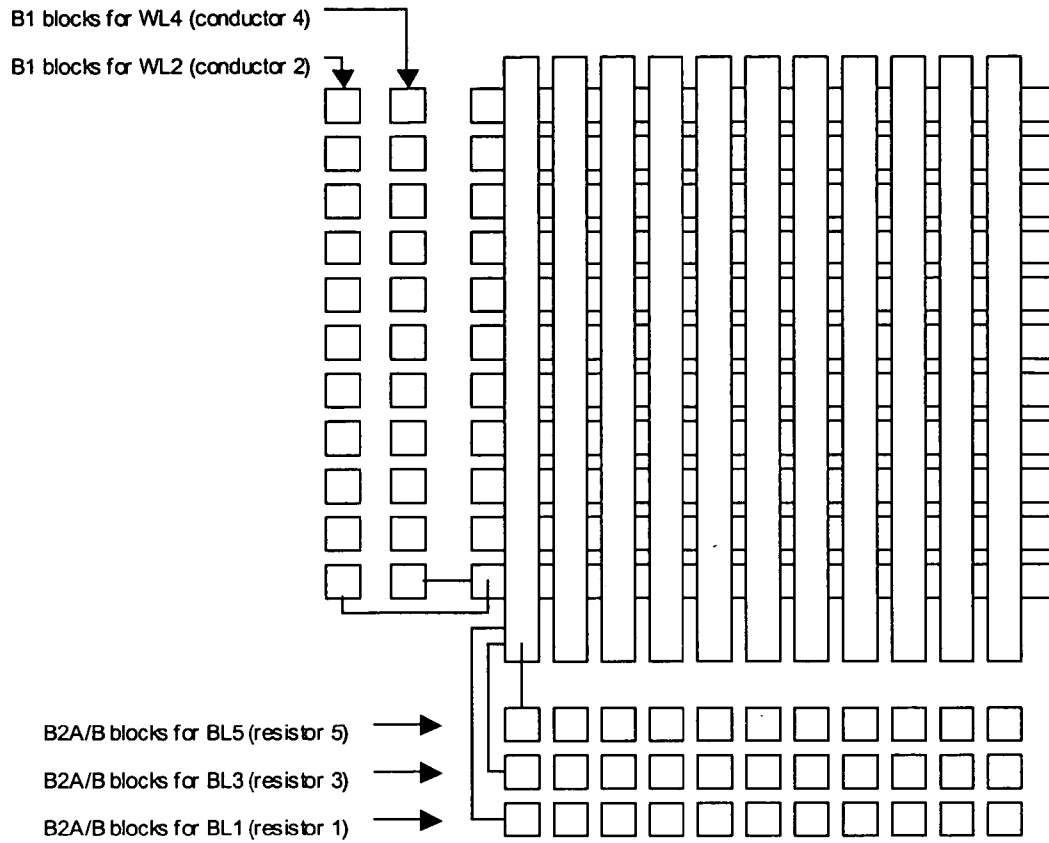 B1 blocks for WL4 (conductor 4)
B1 blocks for WL2 (conductor 2)
B2A/B blocks for BL5 (resistor 5)
B2A/B blocks for BL3 (resistor 3)
B2A/B blocks for BL1 (resistor 1)